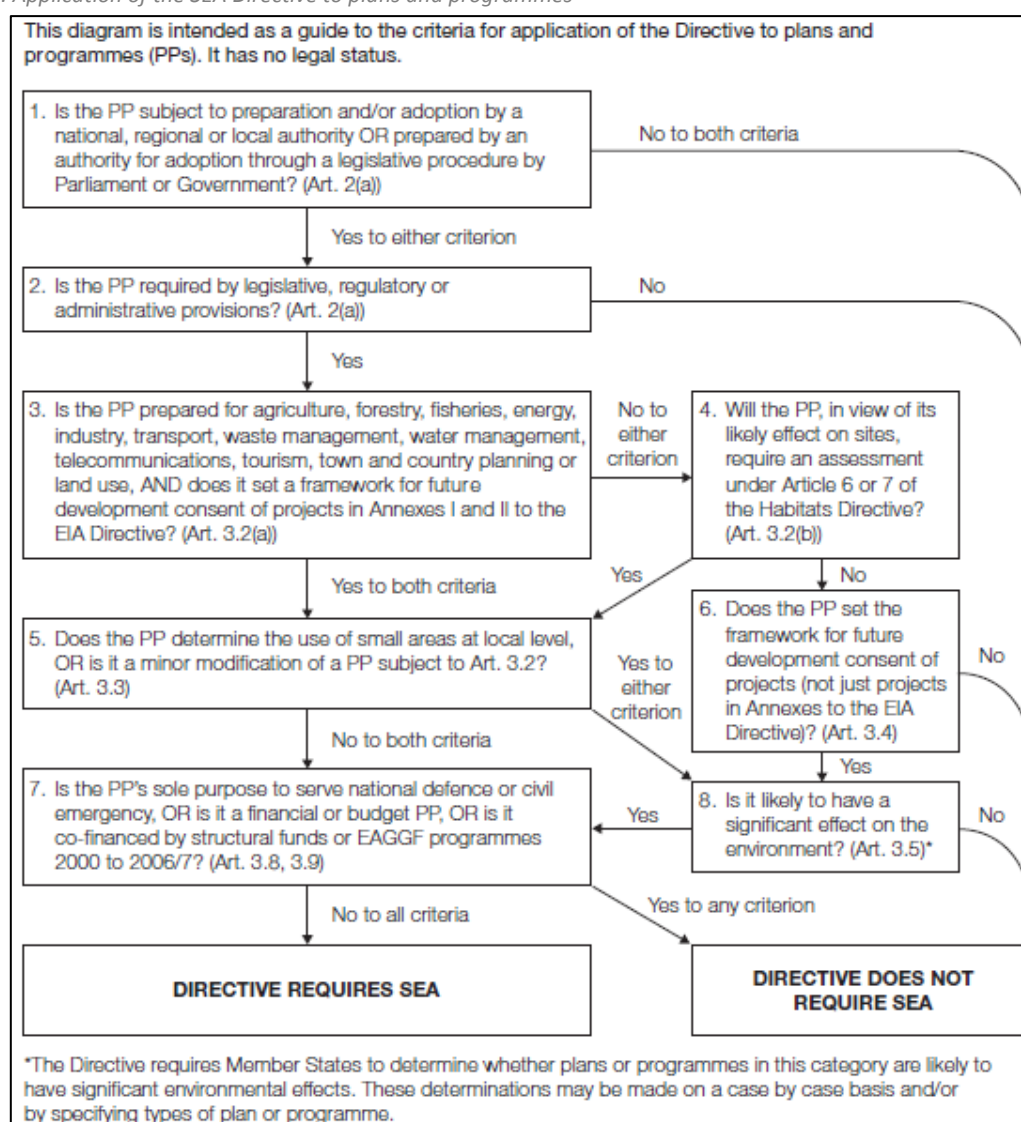 Application of the SEA Directive to plans and programmes
This diagram is intended as a guide to the criteria for application of the Directive to plans and
programmes (PPs). It has no legal status.
1. Is the PP subject to preparation and/or adoption by a
national, regional or local authority OR prepared by an
authority for adoption through a legislative procedure by
Parliament or Government? (Art. 2(a))
No to both criteria
Yes to either criterion
2. Is the PP required by legislative, regulatory or
administrative provisions? (Art. 2(a))
No
Yes
3. Is the PP prepared for agriculture, forestry, fisheries, energy,
industry, transport, waste management, water management,
telecommunications, tourism, town and country planning or
land use, AND does it set a framework for future
development consent of projects in Annexes I and II to the
EIA Directive? (Art. 3.2(a))
No to
either
criterion
4. Will the PP, in view of its
likely effect on sites,
require an assessment
under Article 6 or 7 of
the Habitats Directive?
(Art. 3.2(b))
Yes to both criteria
Yes
No
5. Does the PP determine the use of small areas at local level,
OR is it a minor modification of a PP subject to Art. 3.2?
(Art. 3.3)
Yes to
either
criterion
6. Does the PP set the
framework for future
development consent of
projects (not just projects
in Annexes to the EIA
Directive)? (Art. 3.4)
No
No to both criteria
Yes
7. Is the PP's sole purpose to serve national defence or civil
emergency, OR is it a financial or budget PP, OR is it
co-financed by structural funds or EAGGF programmes
2000 to 2006/7? (Art. 3.8, 3.9)
Yes
8. Is it likely to have a
significant effect on the
environment? (Art. 3.5)*
No
No to all criteria
Yes to any criterion
DIRECTIVE REQUIRES SEA
DIRECTIVE DOES NOT
REQUIRE SEA
*The Directive requires Member States to determine whether plans or programmes in this category are likely to
have significant environmental effects. These determinations may be made on a case by case basis and/or
by specifying types of plan or programme.